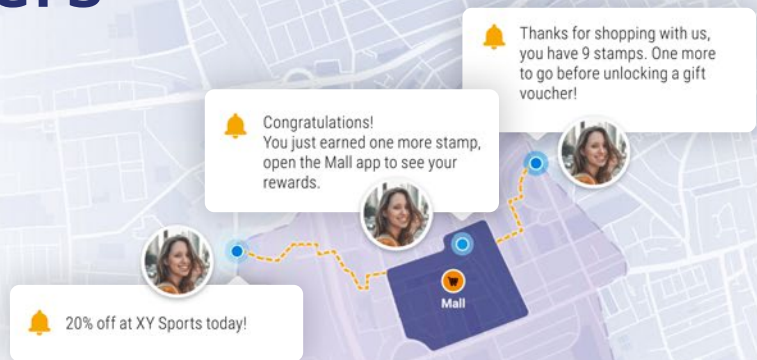 Thanks for shopping with us,
you have 9 stamps. One more
to go before unlocking a gift
voucher!
Congratulations!
You just earned one more stamp,
open the Mall app to see your
rewards.
Mall
20% off at XY Sports today!